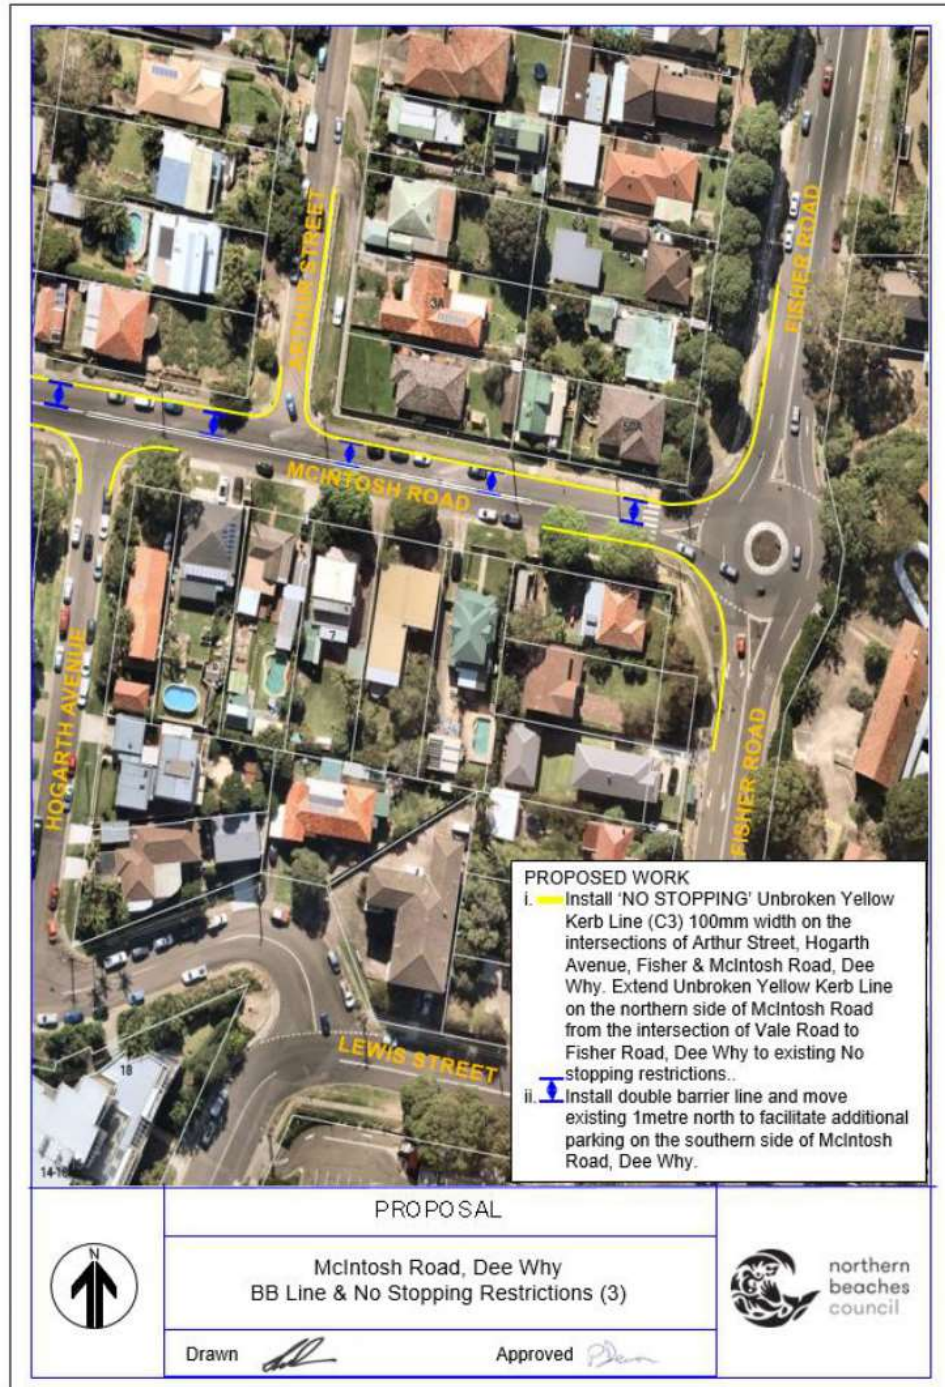 ARTHUR STREET
FISHER ROAD
3A
MCINTOSH ROAD
7
HOGARTH AVENUE
FISHER ROAD
LEWIS STREET
18
PROPOSED WORK
i. Install ‘NO STOPPING’ Unbroken Yellow
Kerb Line (C3) 100mm width on the
intersections of Arthur Street, Hogarth
Avenue, Fisher & McIntosh Road, Dee
Why. Extend Unbroken Yellow Kerb Line
on the northern side of McIntosh Road
from the intersection of Vale Road to
Fisher Road, Dee Why to existing No
stopping restrictions..
ii. Install double barrier line and move
existing 1metre north to facilitate additional
parking on the southern side of McIntosh
Road, Dee Why.
PROPOSAL
N
McIntosh Road, Dee Why
BB Line & No Stopping Restrictions (3)
northern
beaches
council
Drawn
Approved